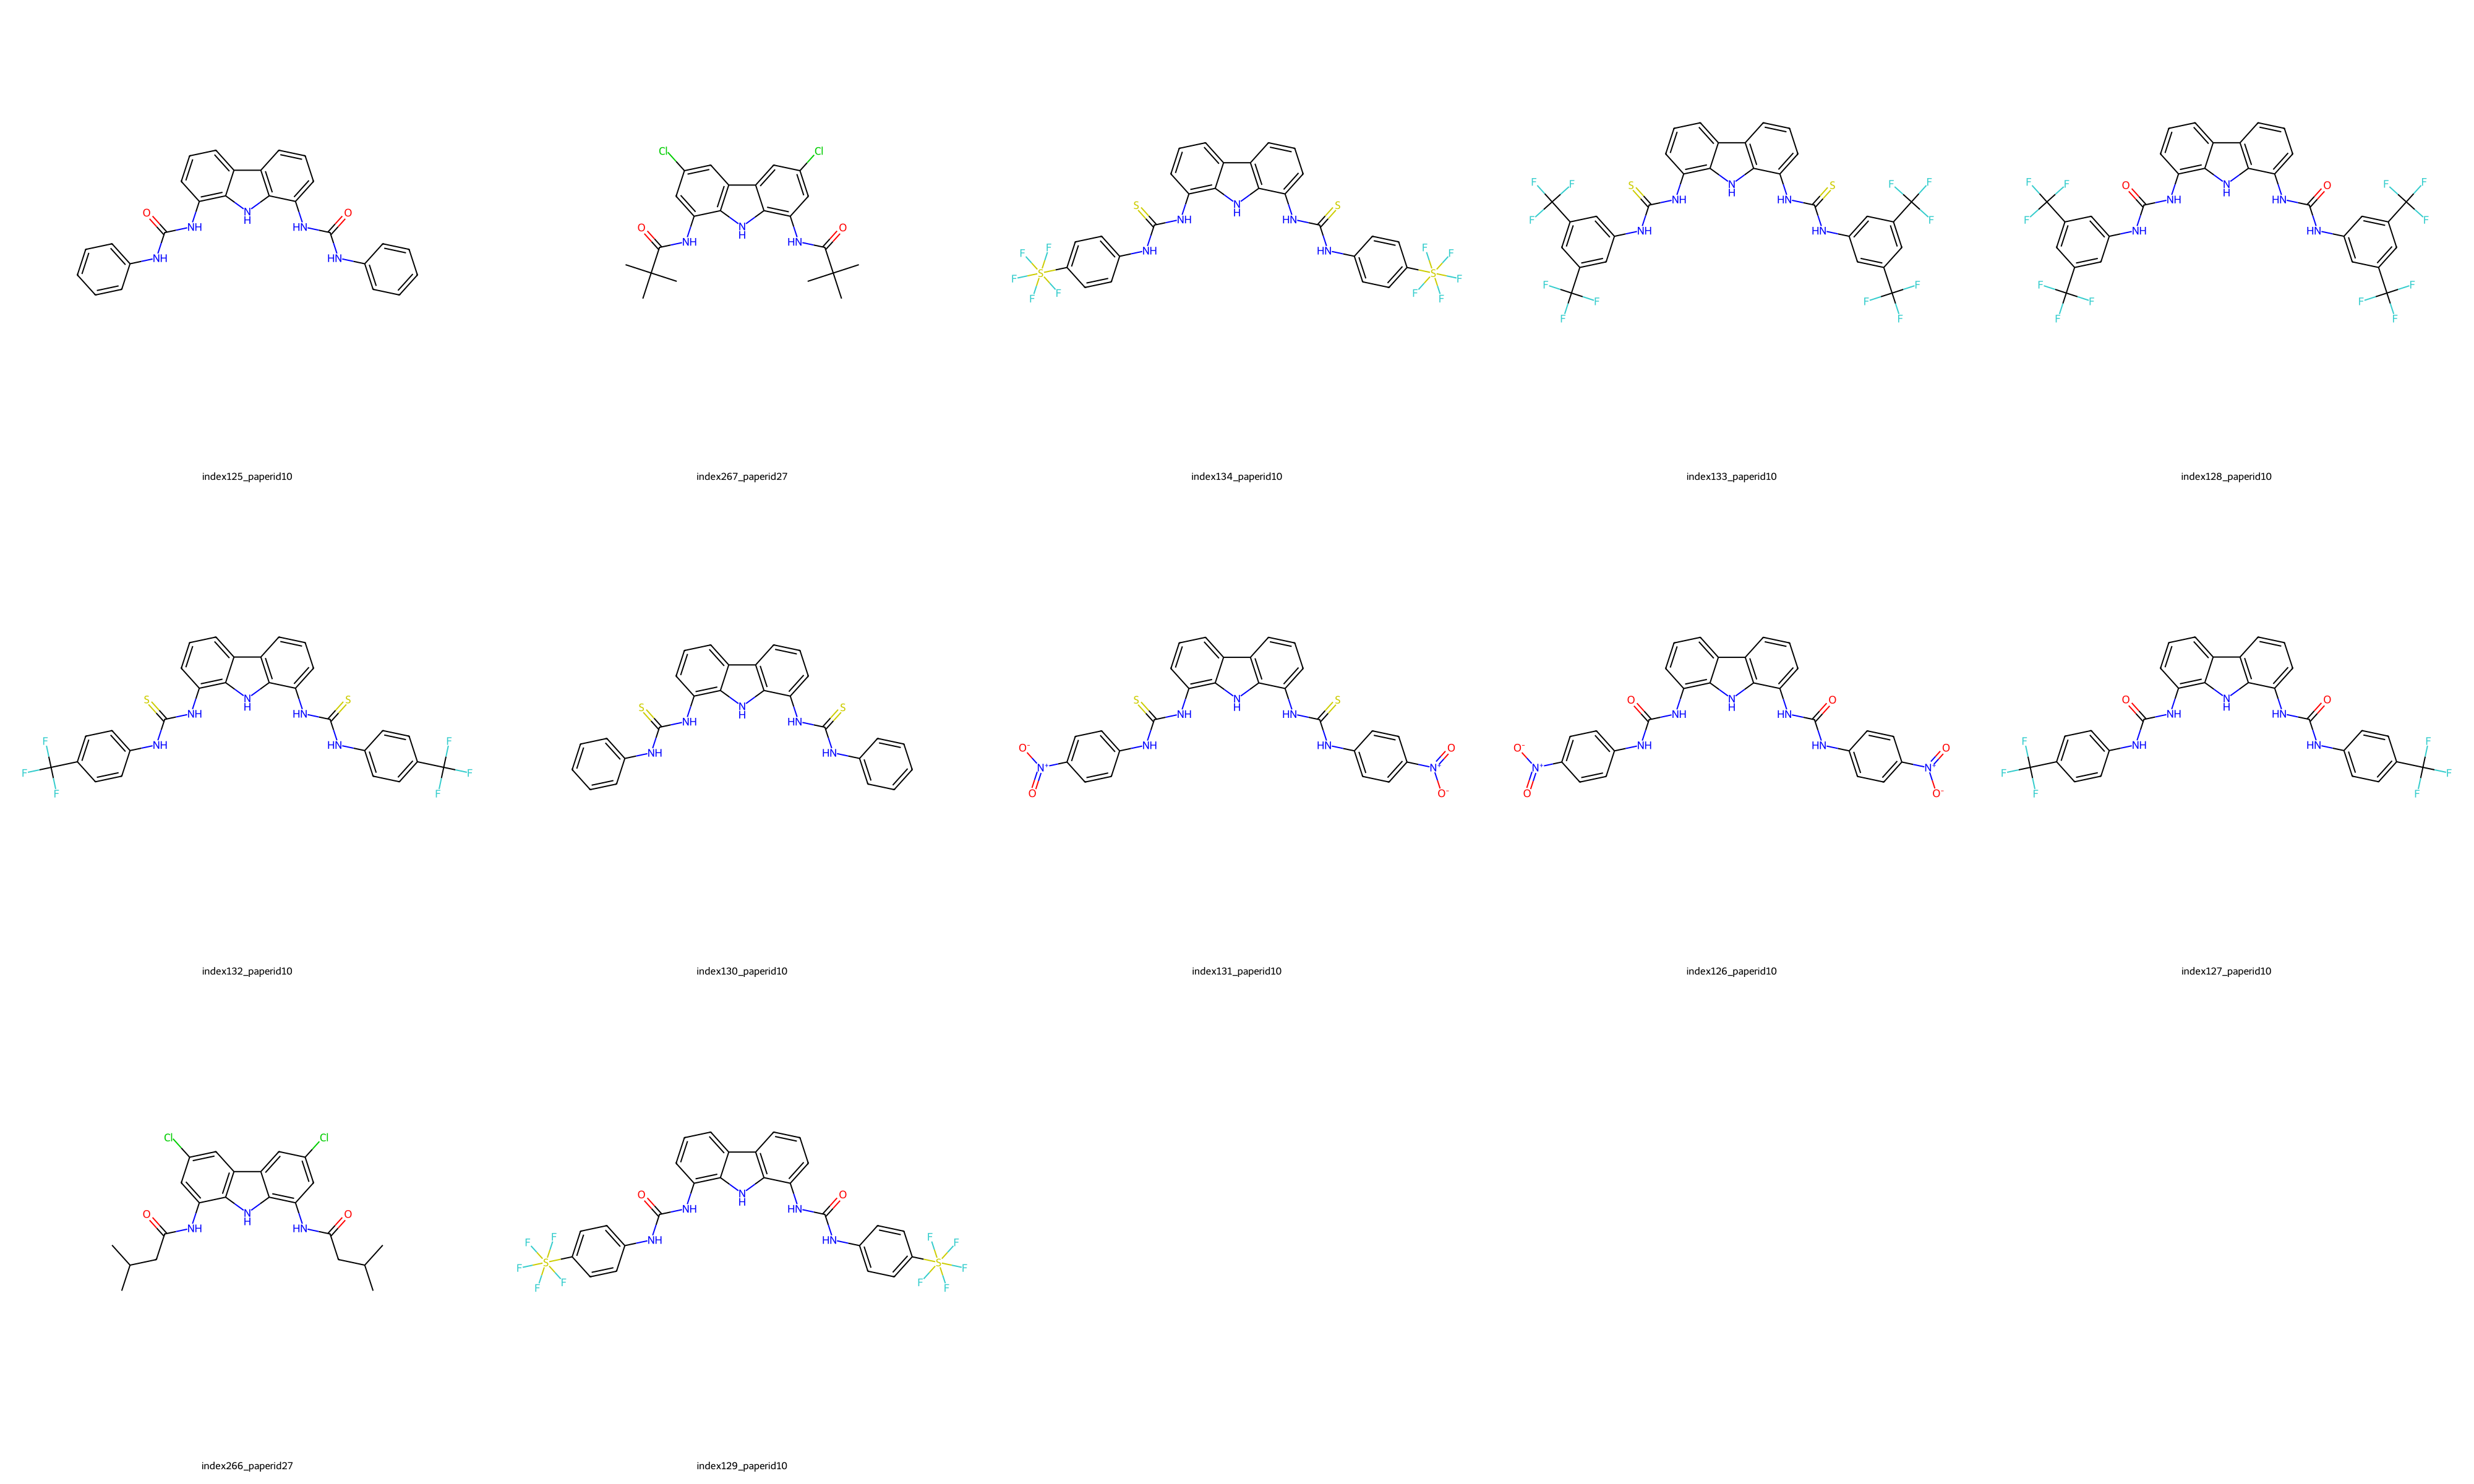 index125_paperid10
index267_paperid27
index134_paperid10
index133_paperid10
index128_paperid10
index132_paperid10
index130_paperid10
index131_paperid10
index126_paperid10
index127_paperid10
index266_paperid27
index129_paperid10